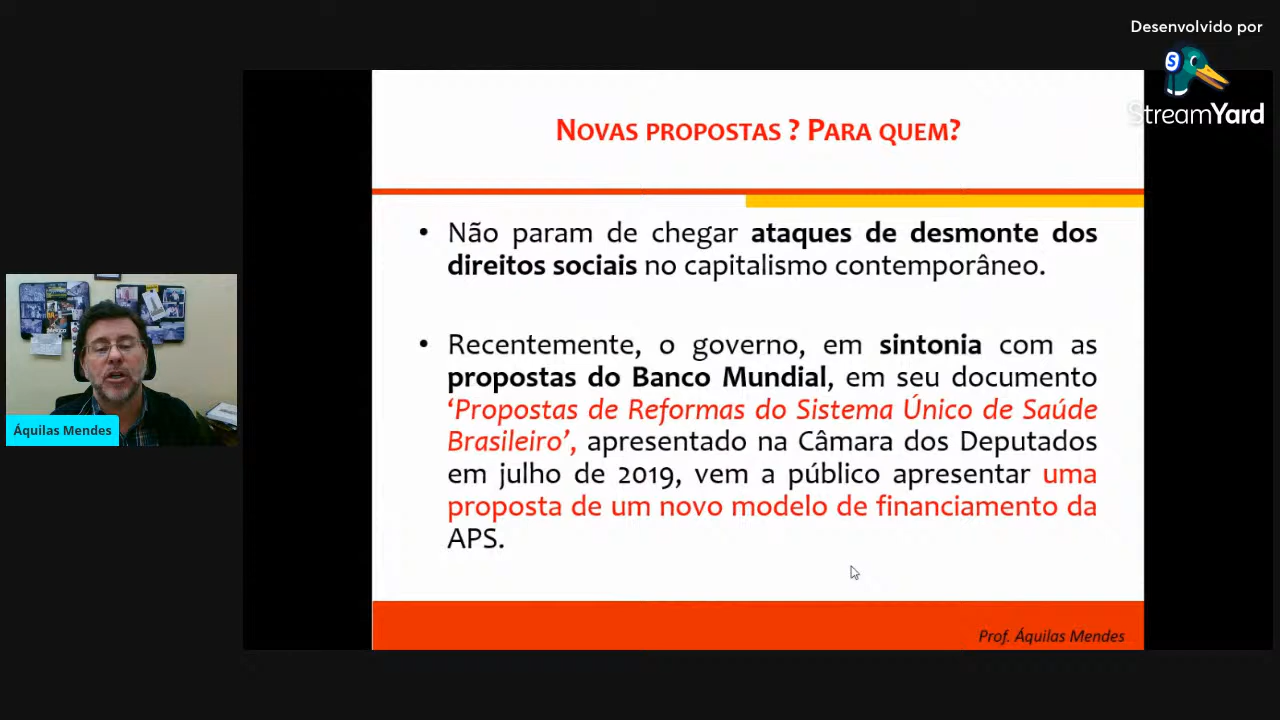 Desenvolvido por
StreamYard
NOVAS PROPOSTAS ? PARA QUEM?
• Não param de chegar ataques de desmonte dos
direitos sociais no capitalismo contemporâneo.
• Recentemente, o governo, em sintonia com as
propostas do Banco Mundial, em seu documento
‘Propostas de Reformas do Sistema Único de Saúde
Brasileiro’, apresentado na Câmara dos Deputados
em julho de 2019, vem a público apresentar uma
proposta de um novo modelo de financiamento da
APS.
Prof. Áquilas Mendes
Áquilas Mendes